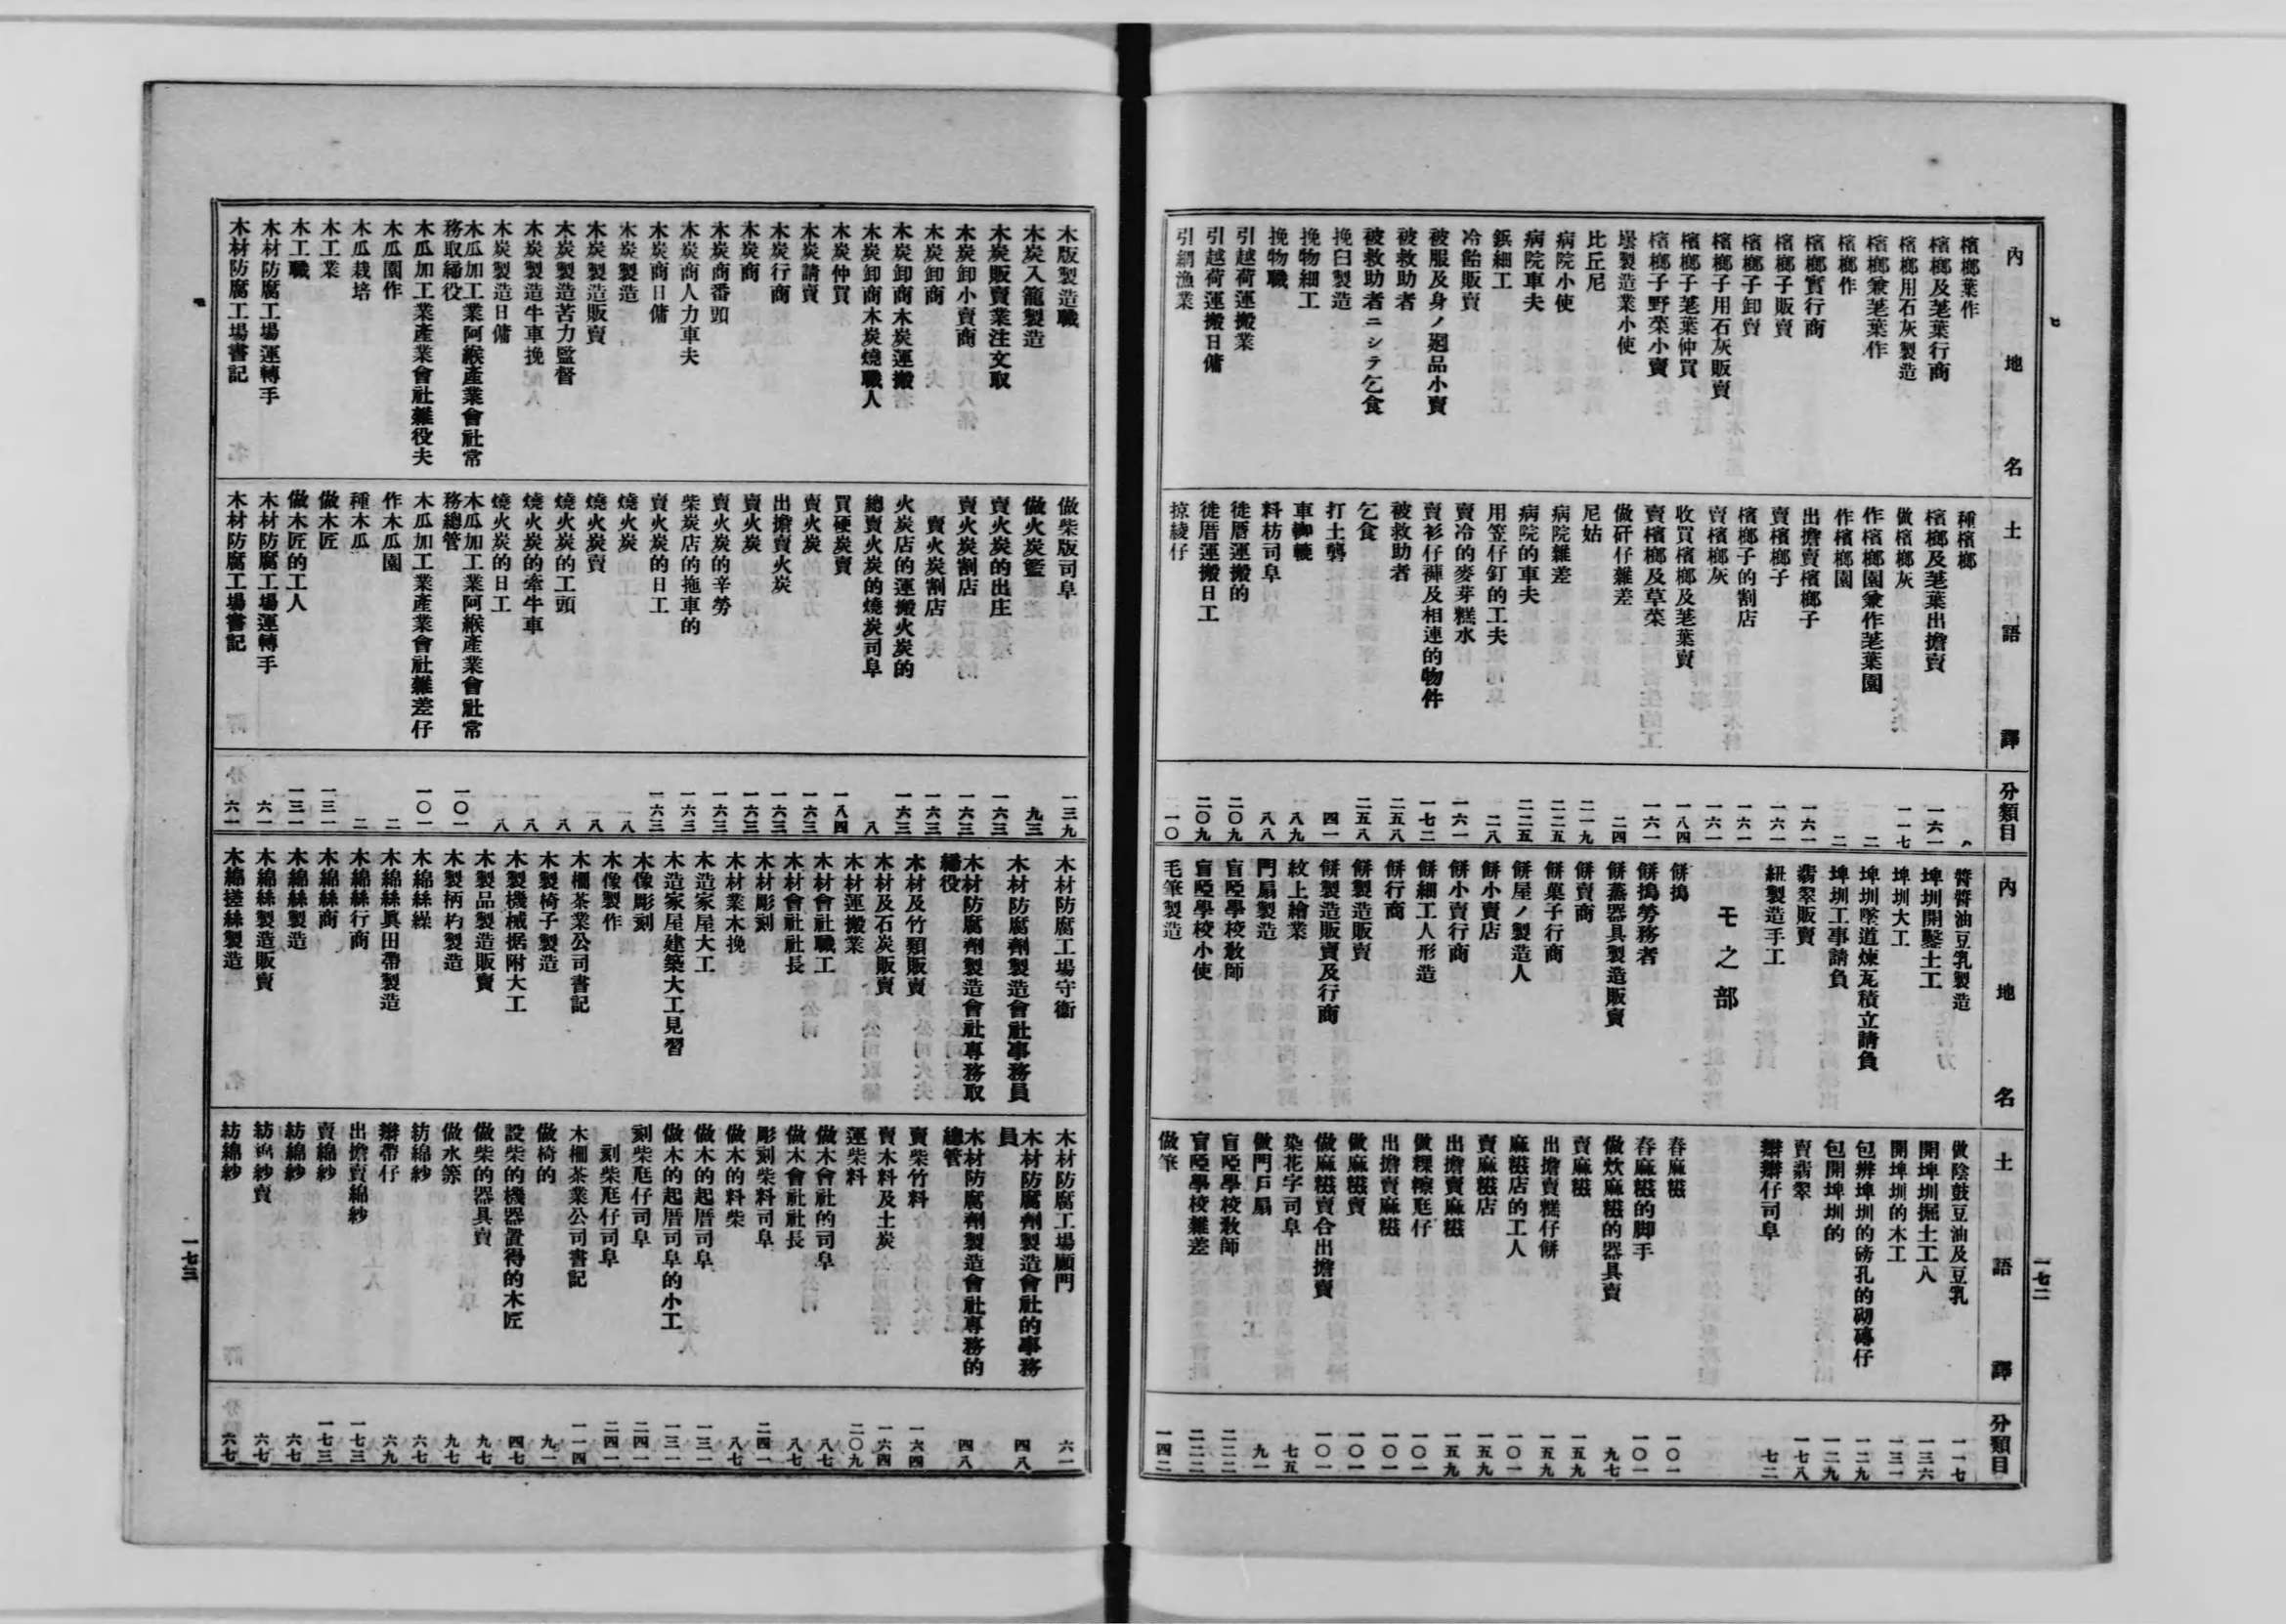 ヒ
內地名 土語譯 分類目
檳榔葉作 種檳榔
檳榔及荖葉行商 檳榔及荖葉出擔賣 一六一
檳榔用石灰製造 做檳榔灰 一一七
檳榔兼荖葉作 作檳榔園兼作荖葉園 二
檳榔作 作檳榔園 二
檳榔實行商 出擔賣檳榔子 一六一
檳榔子販賣 賣檳榔子 一六一
檳榔子卸賣 檳榔子的割店 一六一
檳榔子用石灰販賣 賣檳榔灰 一六一
檳榔子荖葉仲買 收買檳榔及荖葉賣 一八四
檳榔子野菜小賣 賣檳榔及草菜 一六一
壜製造業小使 做矸仔雜差 二四
比丘尼 尼姑 二一九
病院小使 病院雜差 二二五
病院車夫 病院的車夫 二二五
鋲細工 用笠仔釘的工夫 二八
冷飴販賣 賣冷的麥芽糕水 一六一
被服及身ノ廻品小賣 賣衫仔褲及相連的物件 一七二
被救助者 被救助者 二五八
被救助者ニシテ乞食 乞食 二五八
挽臼製造 打土礱 四一
挽物細工 八九
挽物職 料枋司阜 八八
引越荷運搬業 徙厝運搬的 二〇九
引越荷運搬日傭 徙厝運搬日工 二〇九
引網漁業 掠綾仔 一〇
內地名 土語譯 分類目
醬醬油豆乳製造 做陰鼓豆油及豆乳 一一七
埤圳開鑿土工 開埤圳掘土工人 一三六
埤圳大工 開埤圳的木工 一三一
埤圳墜道煉瓦積立請負 包辨埤圳的磅孔的砌磚仔 一二九
埤圳工事請負 包開埤圳的 一二九
翡翠販賣 賣翡翠 一七八
紐製造手工 辮辮仔司阜 七二
モ之部
餅搗 舂麻糍 一〇一
餅搗勞務者 舂麻糍的脚手 一〇一
餅蒸器具製造販賣 做炊麻糍的器具賣 九七
餅賣商 賣麻糍 一五九
餅菓子行商 出擔賣糕仔餅 一五九
餅屋ノ製造人 麻糍店的工人 一〇一
餅小賣店 賣麻糍店 一五九
餅小賣行商 出擔賣麻糍 一五九
餅細工人形造 做粿 一〇一
餅行商 出擔賣麻糍 一〇一
餅製造販賣 做麻糍賣 一〇一
餅製造販賣及行商 做麻糍賣合出擔賣 一〇一
紋上繪業 染花字司阜 七五
門扇製造 做門戶扇 九一
盲啞學校敎師 盲啞學校敎師 二二二
盲啞學校小使 盲啞學校雜差 二二二
毛筆製造 做筆 一四二
一七二
モ
木版製造職 做柴版司阜 一三九
木炭入籠製造 做火炭籃 九三
木炭販賣業注文取 賣火炭的出庄 一六三
木炭卸小賣商 賣火炭割店 一六三
木炭卸商 賣火炭割店 一六三
木炭卸商木炭運搬 火炭店的運搬火炭的 一六三
木炭卸商木炭燒職人 總賣火炭的燒炭司阜 八
木炭仲買 買硬炭賣 一八四
木炭請賣 賣火炭 一六三
木炭行商 出擔賣火炭 一六三
木炭商 賣火炭 一六三
木炭商番頭 賣火炭的辛勞 一六三
木炭商人力車夫 柴炭店的拖車的 一六三
木炭商日傭 賣火炭的日工 一六三
木炭製造 燒火炭 八
木炭製造販賣 燒火炭賣 八
木炭製造苦力監督 燒火炭的工頭 八
木炭製造牛車挽 燒火炭的牽牛車 八
木炭製造日傭 燒火炭的日工 八
木瓜加工業阿緱產業會社常務取締役 木瓜加工業阿緱產業會社常務總管 一〇一
木瓜加工業產業會社雜役夫 木瓜加工業產業會社雜差仔 一〇一
木瓜園作 作木瓜園 二
木瓜栽培 種木瓜 二
木工業 做木匠 一三一
木工職 做木匠的工人 一三一
木材防腐工場運轉手 木材防腐工場運轉手 六一
木材防腐工場書記 木材防腐工場書記 六一
木材防腐工場守衞 木材防腐工場顧門 六一
木材防腐劑製造會社事務員 木材防腐劑製造會社的事務員 四八
木材防腐劑製造會社專務取締役 木材防腐劑製造會社專務的總管 四八
木材及竹類販賣 賣柴竹料 一六四
木材及石炭販賣 賣木料及土炭 一六四
木材運搬業 運柴料 二〇九
木材會社職工 做木會社的司阜 八七
木材會社社長 做木會社社長 八七
木材彫刻 彫刻柴料司阜 二四一
木材業木挽 做木的料柴 八七
木造家屋大工 做木的起厝司阜 一三一
木造家屋建築大工見習 做木的起厝司阜的小工 一三一
木像彫刻 刻柴尫仔司阜 二四一
木像製作 刻柴尫仔司阜 二四一
木柵茶業公司書記 木柵茶業公司書記 一一四
木製椅子製造 做椅的 九一
木製機械据附大工 設柴的機器置得的木匠 四七
木製品製造販賣 做柴的器具賣 九七
木製柄杓製造 做水 九七
木綿絲繰 紡綿紗 六七
木綿絲眞田帶製造 辮帶仔 六九
木綿絲行商 出擔賣綿紗 一七三
木綿絲商 賣綿紗 一七三
木綿絲製造 紡綿紗 六七
木綿絲製造販賣 紡綿紗賣 六七
木綿搓絲製造 紡綿紗 六七
一七三